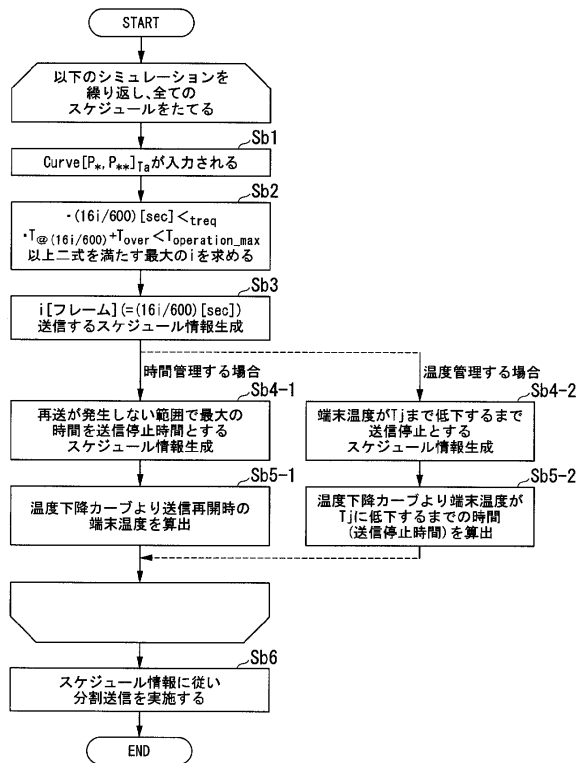 START
以下のシミュレーションを
繰り返し、全ての
スケジュールをたてる
Sb1
Curve[P*,P**]Taが入力される
Sb2
・(16i/600)[sec]<treq
・T@(16i/600)+Tover<Toperation_max
以上二式を満たす最大のiを求める
Sb3
i[フレーム](=(16i/600)[sec])
送信するスケジュール情報生成
時間管理する場合
温度管理する場合
Sb4-1
再送が発生しない範囲で最大の
時間を送信停止時間とする
スケジュール情報生成
Sb4-2
端末温度がTjまで低下するまで
送信停止とする
スケジュール情報生成
Sb5-1
温度下降カーブより送信再開時の
端末温度を算出
Sb5-2
温度下降カーブより端末温度が
Tjに低下するまでの時間
(送信停止時間)を算出
Sb6
スケジュール情報に従い
分割送信を実施する
END